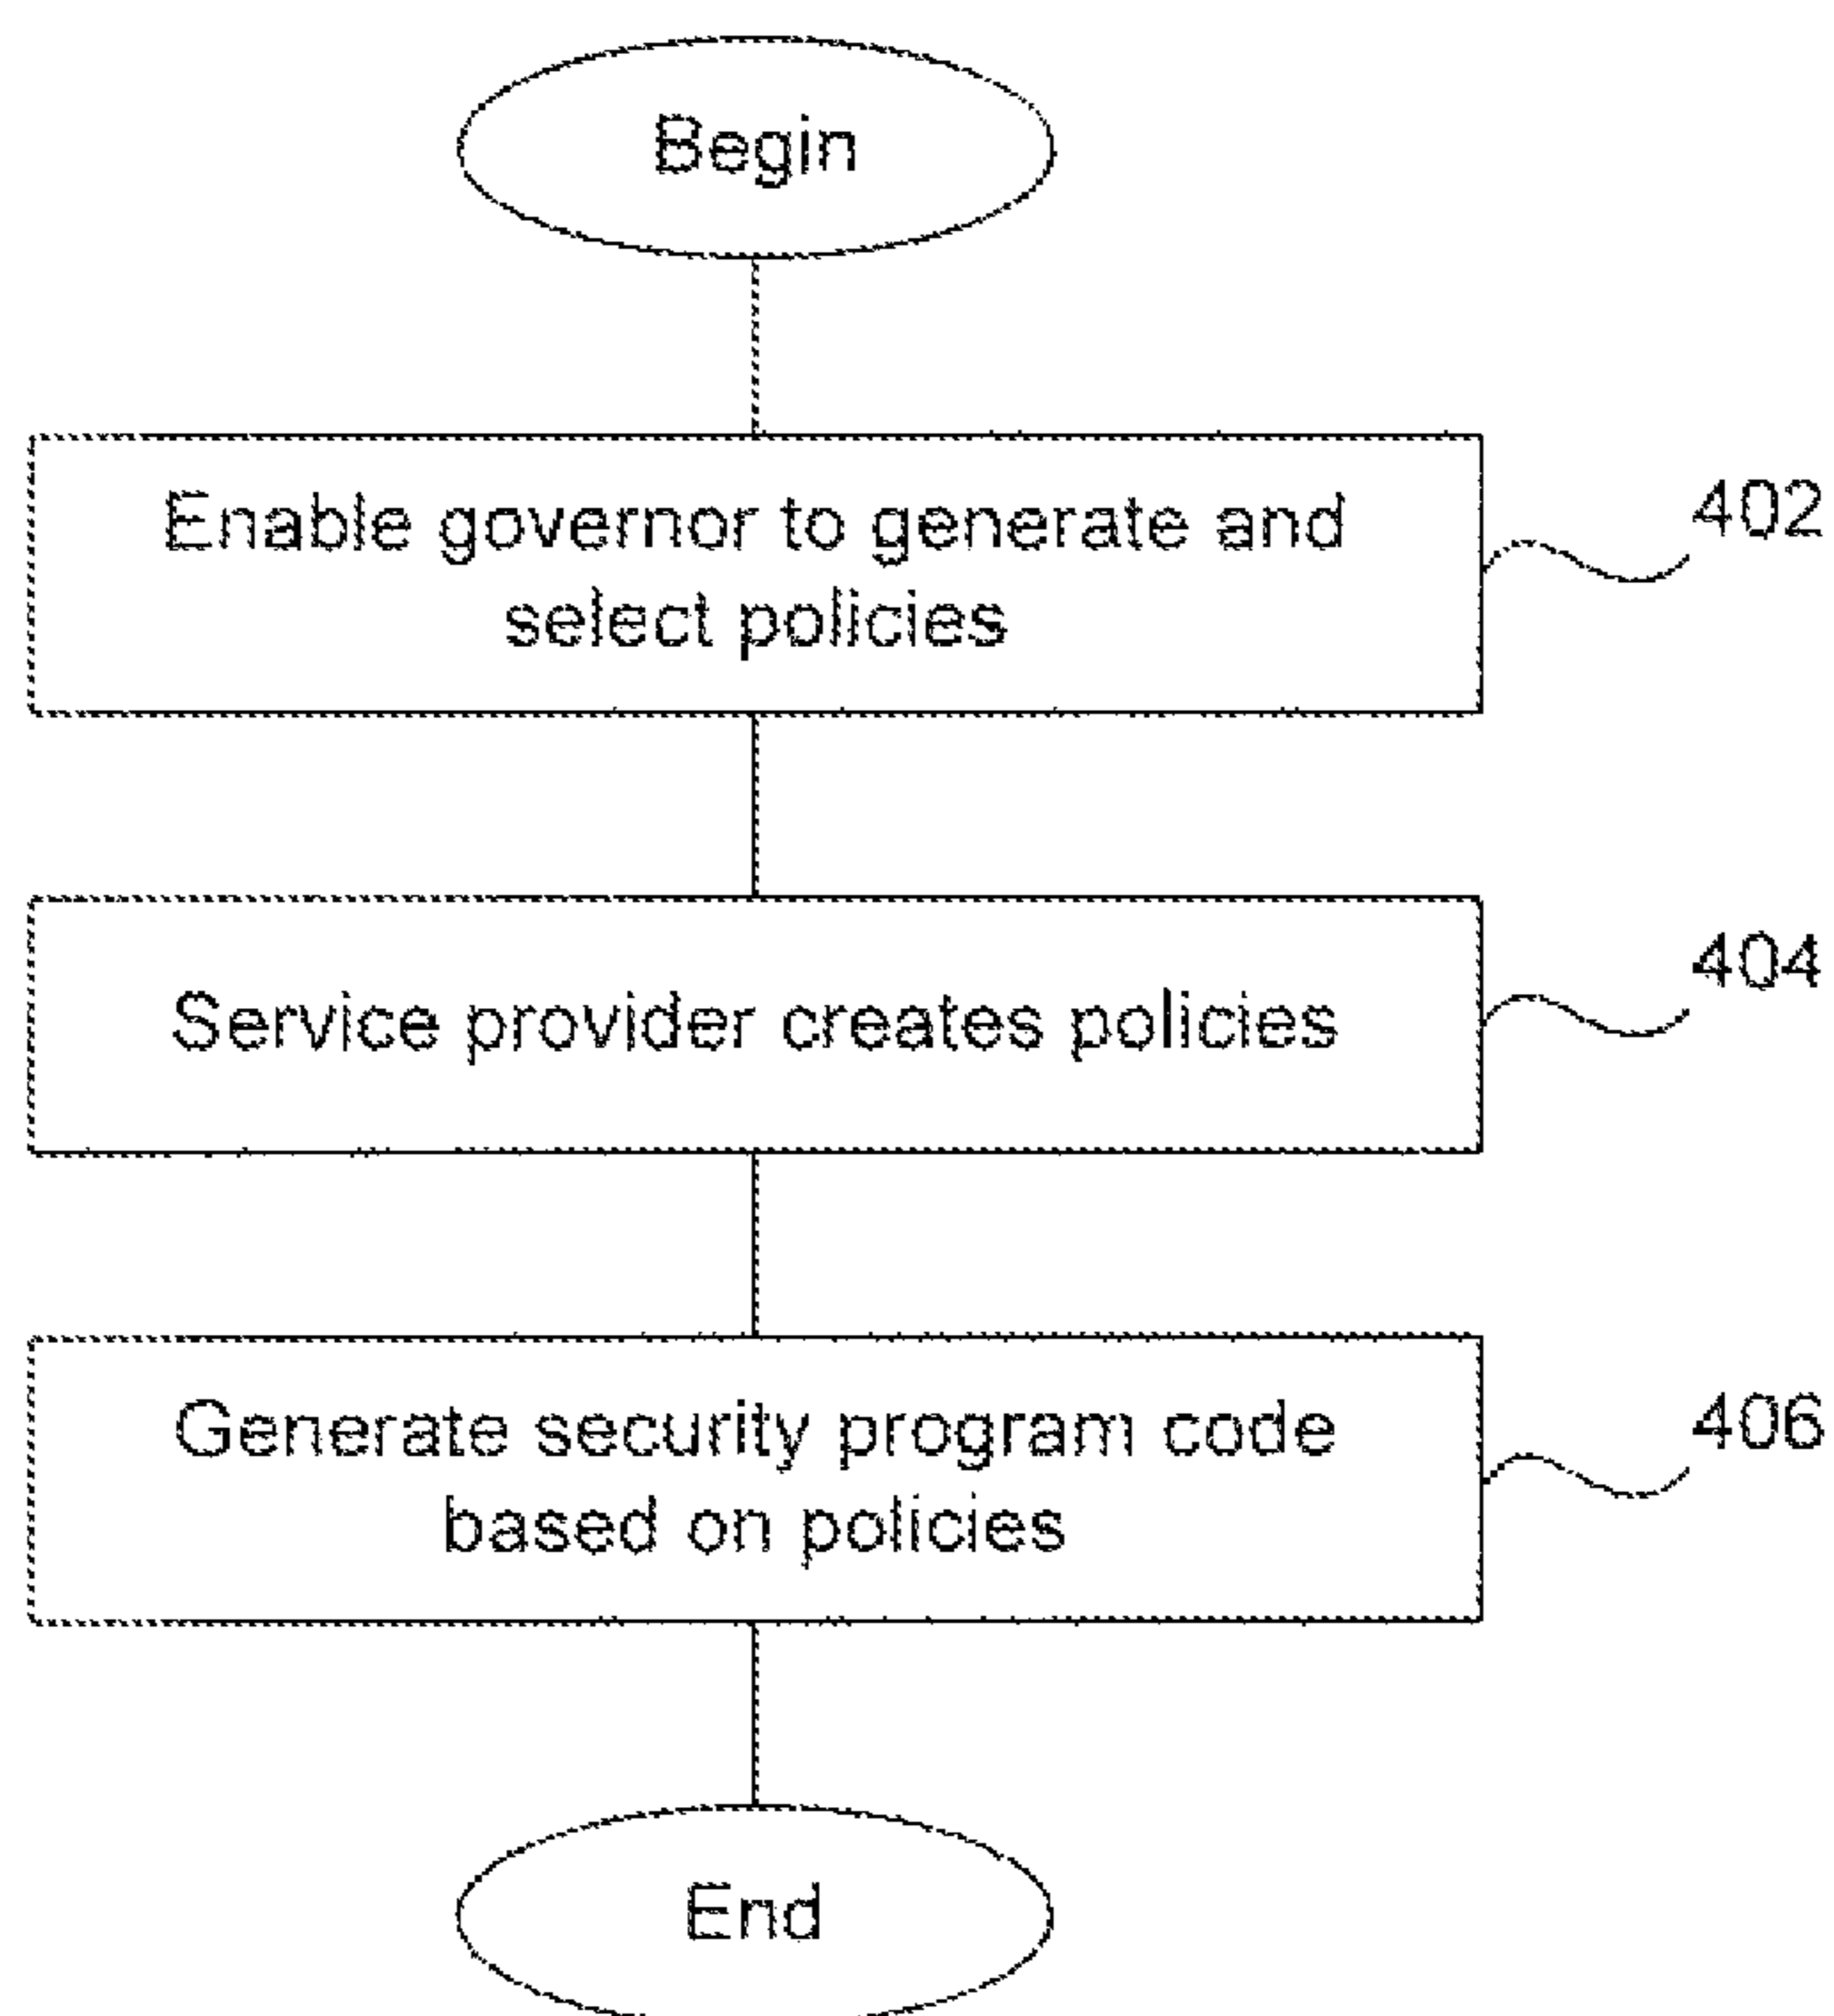 Begin
Enable governor to generate and
select policies
402
Service provider creates policies
404
Generate security program code
based on policies
406
End